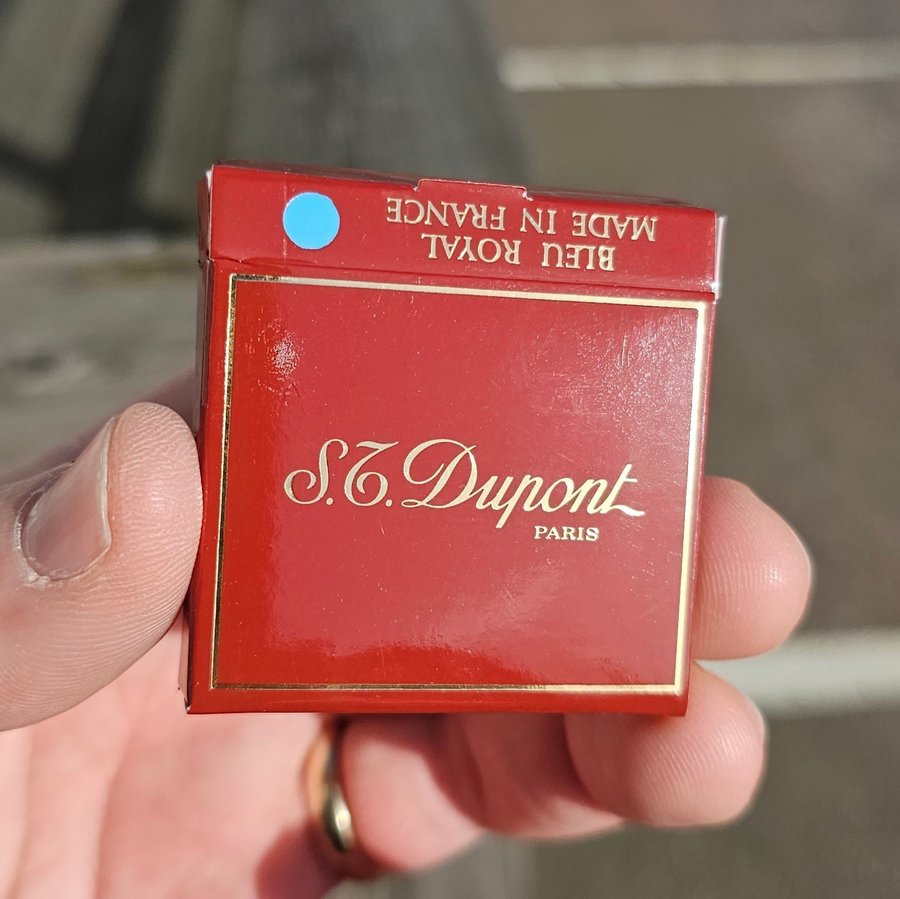 BLEU ROYAL
MADE IN FRANCE
S.T. Dupont
PARIS